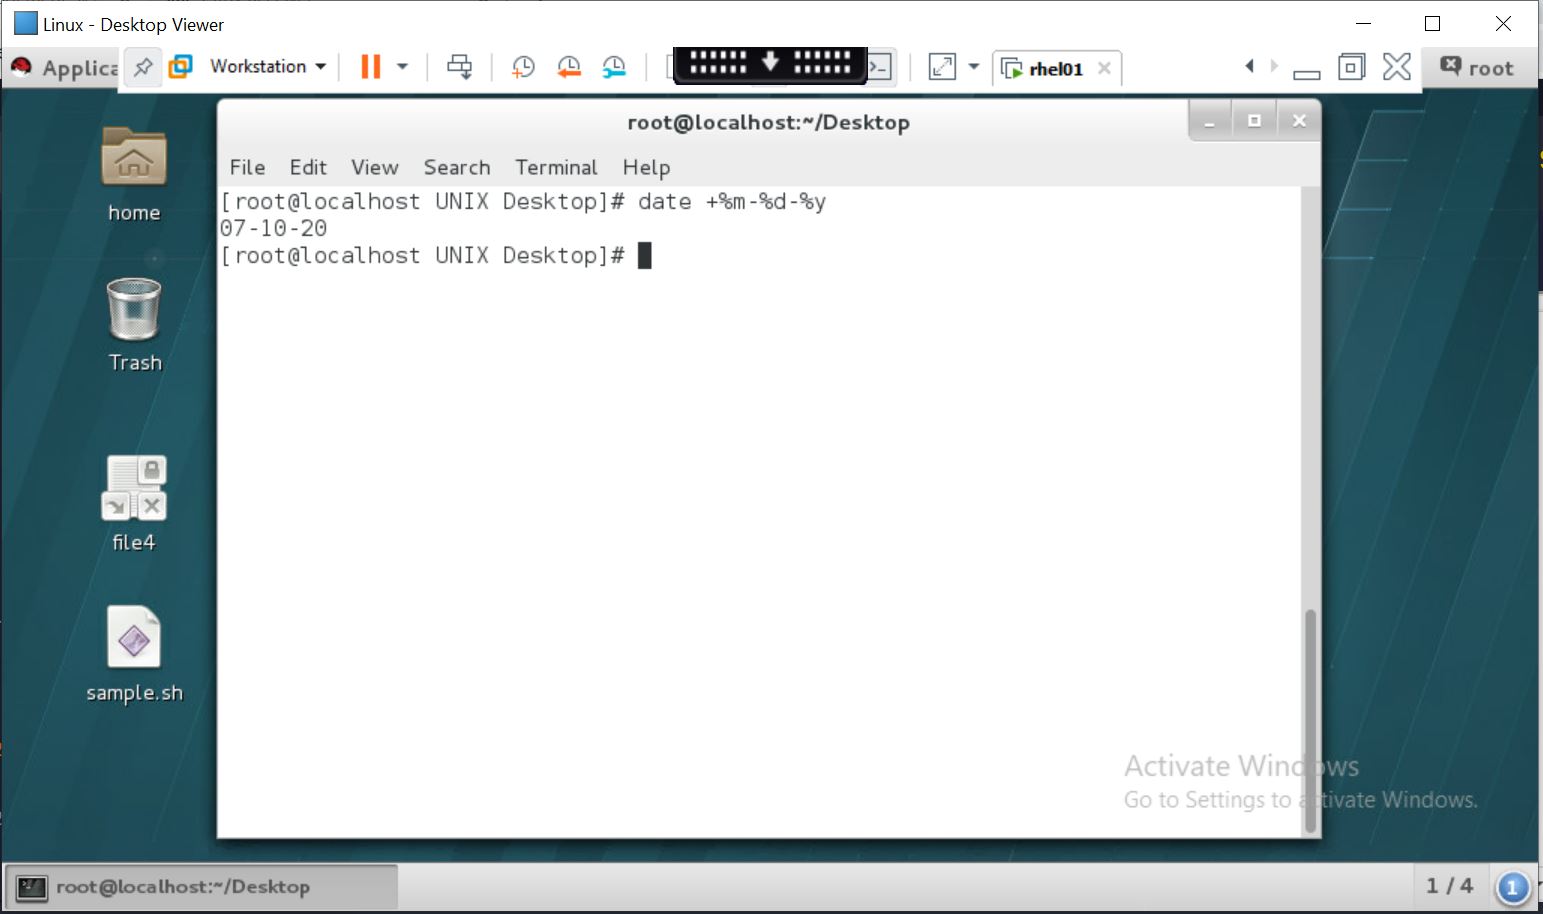 Linux - Desktop Viewer
Applica
Workstation
rhel01
root
root@localhost:~/Desktop
File Edit View Search Terminal Help
[root@localhost UNIX Desktop]# date +%m-%d-%y
07-10-20
[root@localhost UNIX Desktop]#
home
Trash
file4
sample.sh
Activate Windows
Go to Settings to activate Windows.
root@localhost:~/Desktop
1 / 4
1